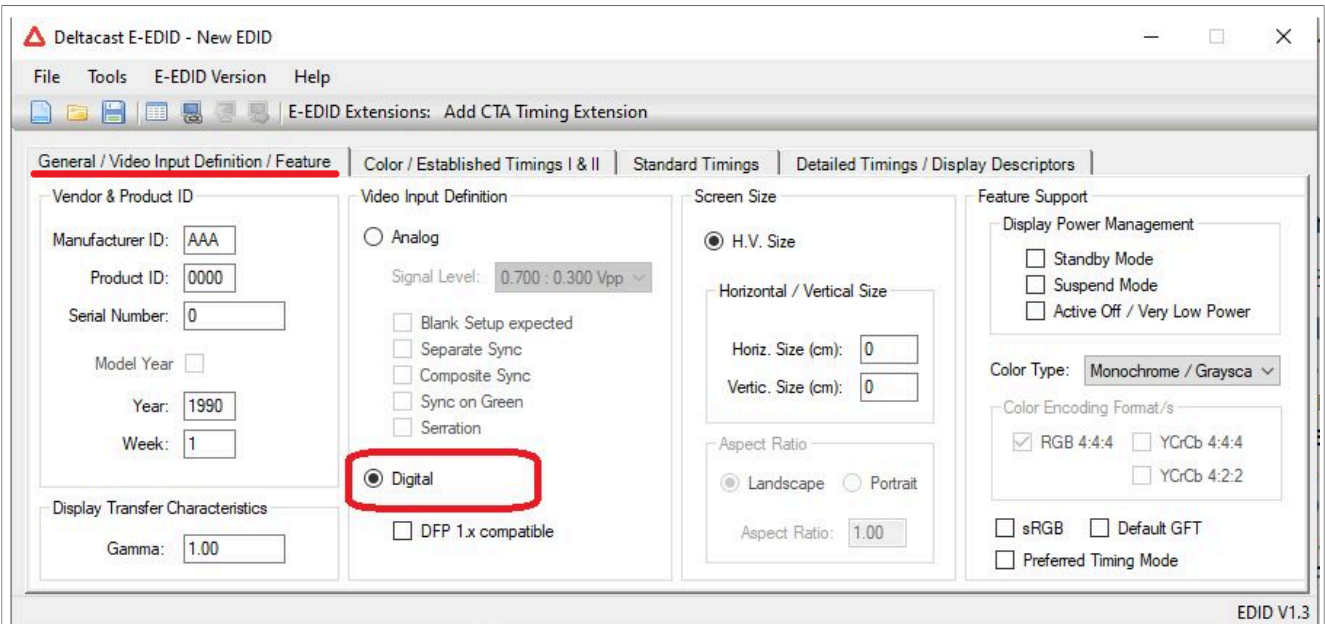 Deltacast E-EDID - New EDID
File Tools E-EDID Version Help
E-EDID Extensions: Add CTA Timing Extension
General / Video Input Definition / Feature Color / Established Timings I & II Standard Timings Detailed Timings / Display Descriptors
Vendor & Product ID
Manufacturer ID: AAA
Product ID: 0000
Serial Number: 0
Model Year
Year: 1990
Week: 1
Display Transfer Characteristics
Gamma: 1.00
Video Input Definition
Analog
Signal Level: 0.700 : 0.300 Vpp
Blank Setup expected
Separate Sync
Composite Sync
Sync on Green
Serration
Digital
DFP 1.x compatible
Screen Size
H.V. Size
Horizontal / Vertical Size
Horiz. Size (cm): 0
Vertic. Size (cm): 0
Aspect Ratio
Landscape Portrait
Aspect Ratio: 1.00
Feature Support
Display Power Management
Standby Mode
Suspend Mode
Active Off / Very Low Power
Color Type: Monochrome / Graysca
Color Encoding Format/s
RGB 4:4:4 YCrCb 4:4:4
YCrCb 4:2:2
sRGB Default GFT
Preferred Timing Mode
EDID V1.3